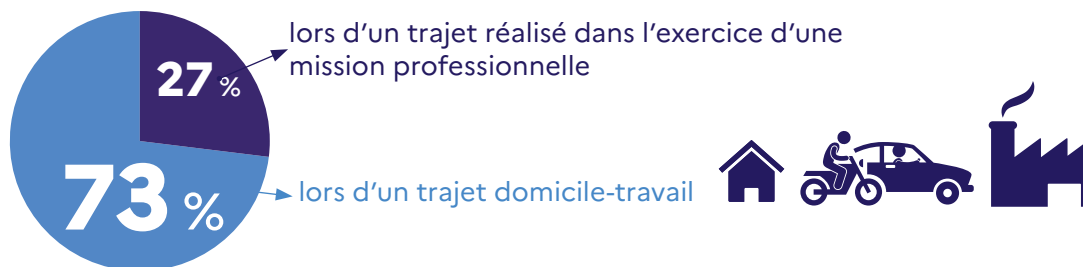 27 %
lors d’un trajet réalisé dans l’exercice d’une
mission professionnelle
73 %
lors d’un trajet domicile-travail